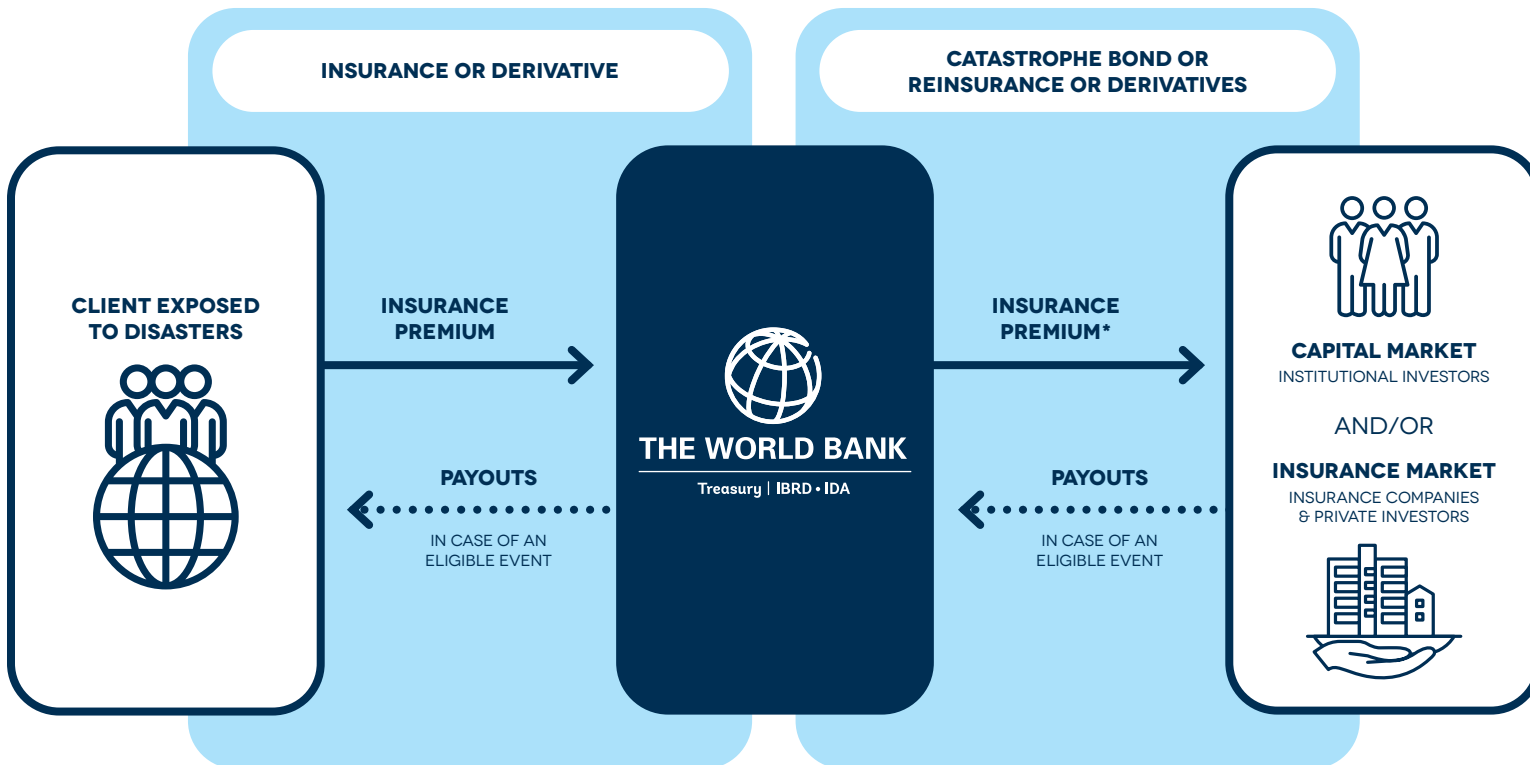 INSURANCE OR DERIVATIVE
CATASTROPHE BOND OR
REINSURANCE OR DERIVATIVES
CLIENT EXPOSED
TO DISASTERS
INSURANCE
PREMIUM
PAYOUTS
IN CASE OF AN
ELIGIBLE EVENT
THE WORLD BANK
Treasury | IBRD • IDA
INSURANCE
PREMIUM*
PAYOUTS
IN CASE OF AN
ELIGIBLE EVENT
CAPITAL MARKET
INSTITUTIONAL INVESTORS
AND/OR
INSURANCE MARKET
INSURANCE COMPANIES
& PRIVATE INVESTORS